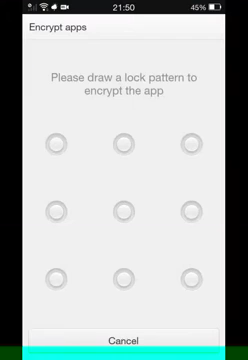 21:50
45%
Encrypt apps
Please draw a lock pattern to
encrypt the app
Cancel